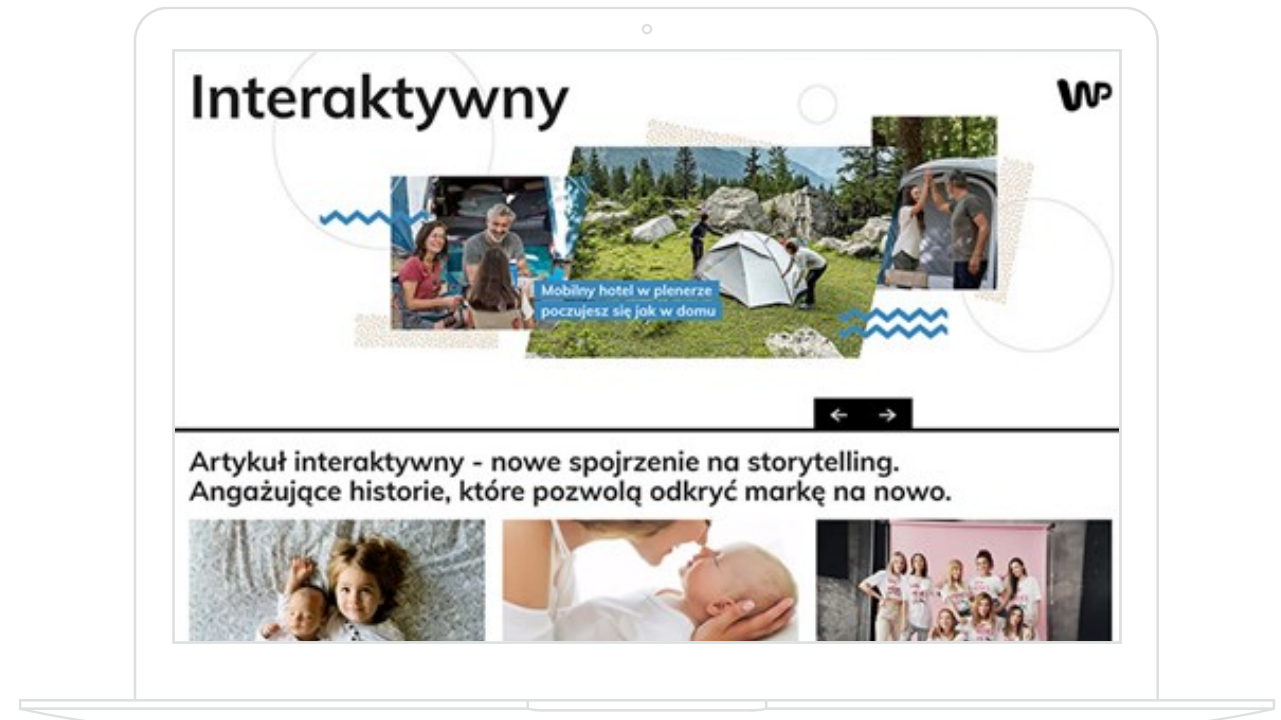 Interaktywny
WP
Mobilny hotel w plenerze
poczujesz się jak w domu
Artykuł interaktywny - nowe spojrzenie na storytelling.
Angażujące historie, które pozwolą odkryć markę na nowo.